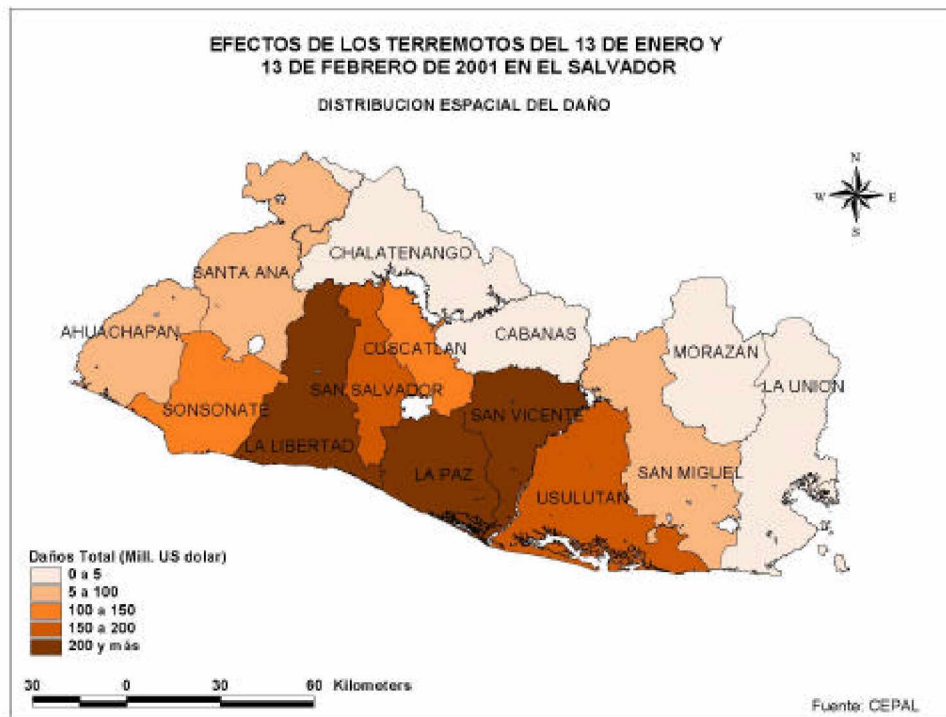 EFECTOS DE LOS TERREMOTOS DEL 13 DE ENERO Y
13 DE FEBRERO DE 2001 EN EL SALVADOR
DISTRIBUCION ESPACIAL DEL DAÑO
N
W E
S
CHALATENANGO
SANTA ANA
AHUACHAPAN
CABANAS
CUSCATLAN
MORAZAN
LA UNION
SAN SALVADOR
SONSONATE
SAN VICENTE
LA LIBERTAD
LA PAZ
SAN MIGUEL
USULUTAN
Daños Total (Mill. US dolar)
0 a 5
5 a 100
100 a 150
150 a 200
200 y más
30 0 30 60 Kilometers
Fuente: CEPAL